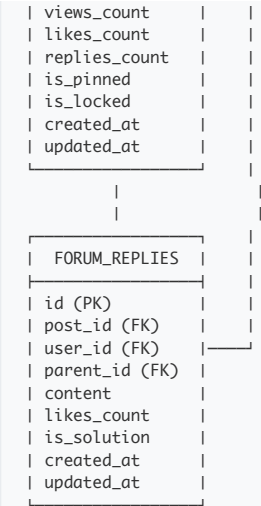 views_count
likes_count
replies_count
is_pinned
is_locked
created_at
updated_at
FORUM_REPLIES
id (PK)
post_id (FK)
user_id (FK)
parent_id (FK)
content
likes_count
is_solution
created_at
updated_at